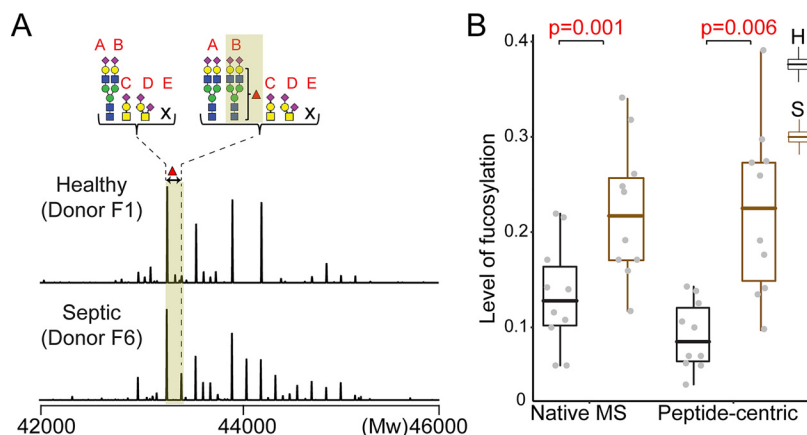 A
A B
C D E
X
A B
C D E
X
Healthy
(Donor F1)
Septic
(Donor F6)
42000 44000 (Mw) 46000
B
p=0.001 p=0.006
H
S
Level of fucosylation
0.4
0.3
0.2
0.1
0
Native MS Peptide-centric